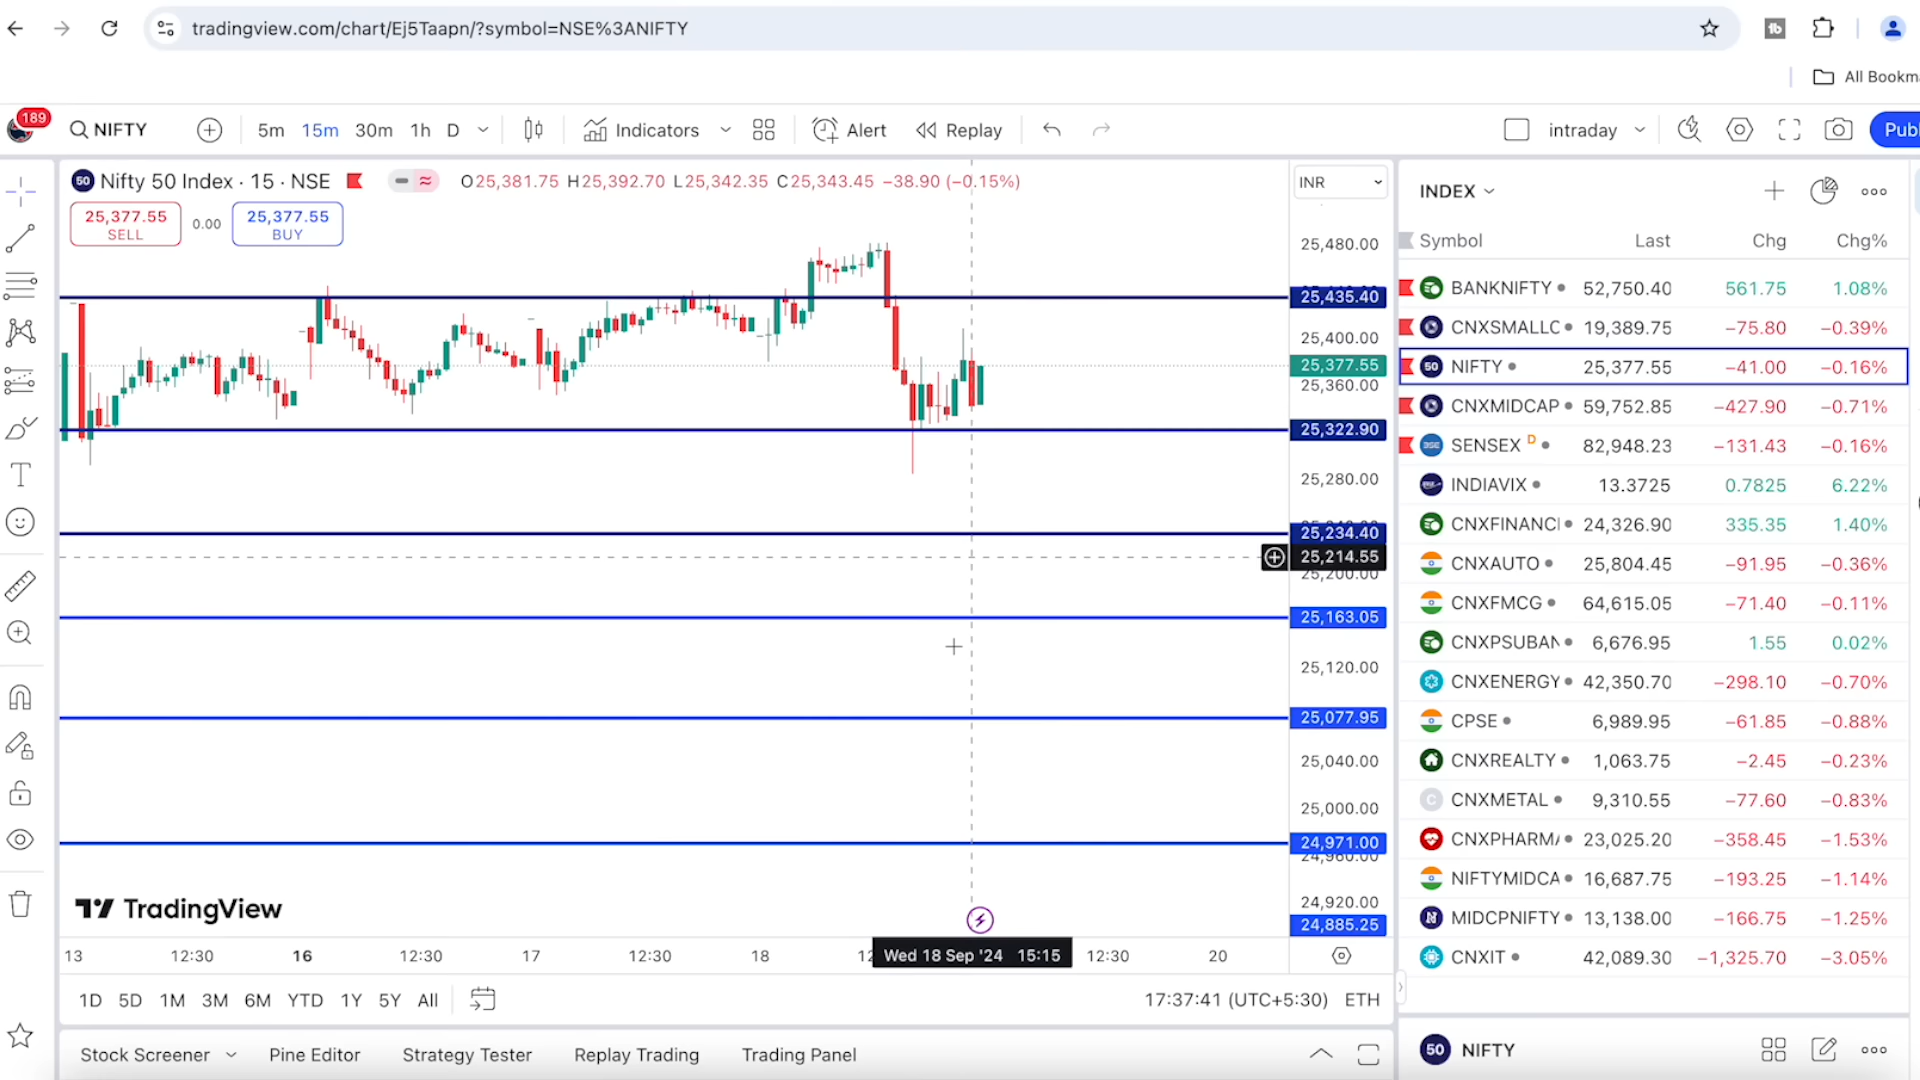 tradingview.com/chart/Ej5Taapn/?symbol=NSE%3ANIFTY
All Bookma
189
NIFTY
5m 15m 30m 1h D
Indicators
Alert
Replay
intraday
Publ
50 Nifty 50 Index · 15 · NSE
O25,381.75 H25,392.70 L25,342.35 C25,343.45 −38.90 (−0.15%)
25,377.55 SELL
0.00
25,377.55 BUY
INR
25,480.00
25,435.40
25,400.00
25,377.55
25,360.00
25,322.90
25,280.00
25,234.40
25,214.55
25,200.00
25,163.05
25,120.00
25,077.95
25,040.00
25,000.00
24,971.00
24,960.00
24,920.00
24,885.25
TradingView
13 12:30 16 12:30 17 12:30 18 12 Wed 18 Sep '24 15:15 12:30 20
1D 5D 1M 3M 6M YTD 1Y 5Y All
17:37:41 (UTC+5:30) ETH
Stock Screener
Pine Editor
Strategy Tester
Replay Trading
Trading Panel
INDEX
Symbol Last Chg Chg%
BANKNIFTY 52,750.40 561.75 1.08%
CNXSMALLC 19,389.75 −75.80 −0.39%
50 NIFTY 25,377.55 −41.00 −0.16%
CNXMIDCAP 59,752.85 −427.90 −0.71%
SENSEX D 82,948.23 −131.43 −0.16%
INDIAVIX 13.3725 0.7825 6.22%
CNXFINANCI 24,326.90 335.35 1.40%
CNXAUTO 25,804.45 −91.95 −0.36%
CNXFMCG 64,615.05 −71.40 −0.11%
CNXPSUBAN 6,676.95 1.55 0.02%
CNXENERGY 42,350.70 −298.10 −0.70%
CPSE 6,989.95 −61.85 −0.88%
CNXREALTY 1,063.75 −2.45 −0.23%
C CNXMETAL 9,310.55 −77.60 −0.83%
CNXPHARMA 23,025.20 −358.45 −1.53%
NIFTYMIDCA 16,687.75 −193.25 −1.14%
N MIDCPNIFTY 13,138.00 −166.75 −1.25%
CNXIT 42,089.30 −1,325.70 −3.05%
50 NIFTY